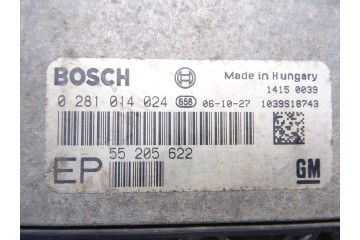 BOSCH Made in Hungary
1415 0039
0 281 014 024 658 06-10-27 1039S18743
55 205 622
EP
GM